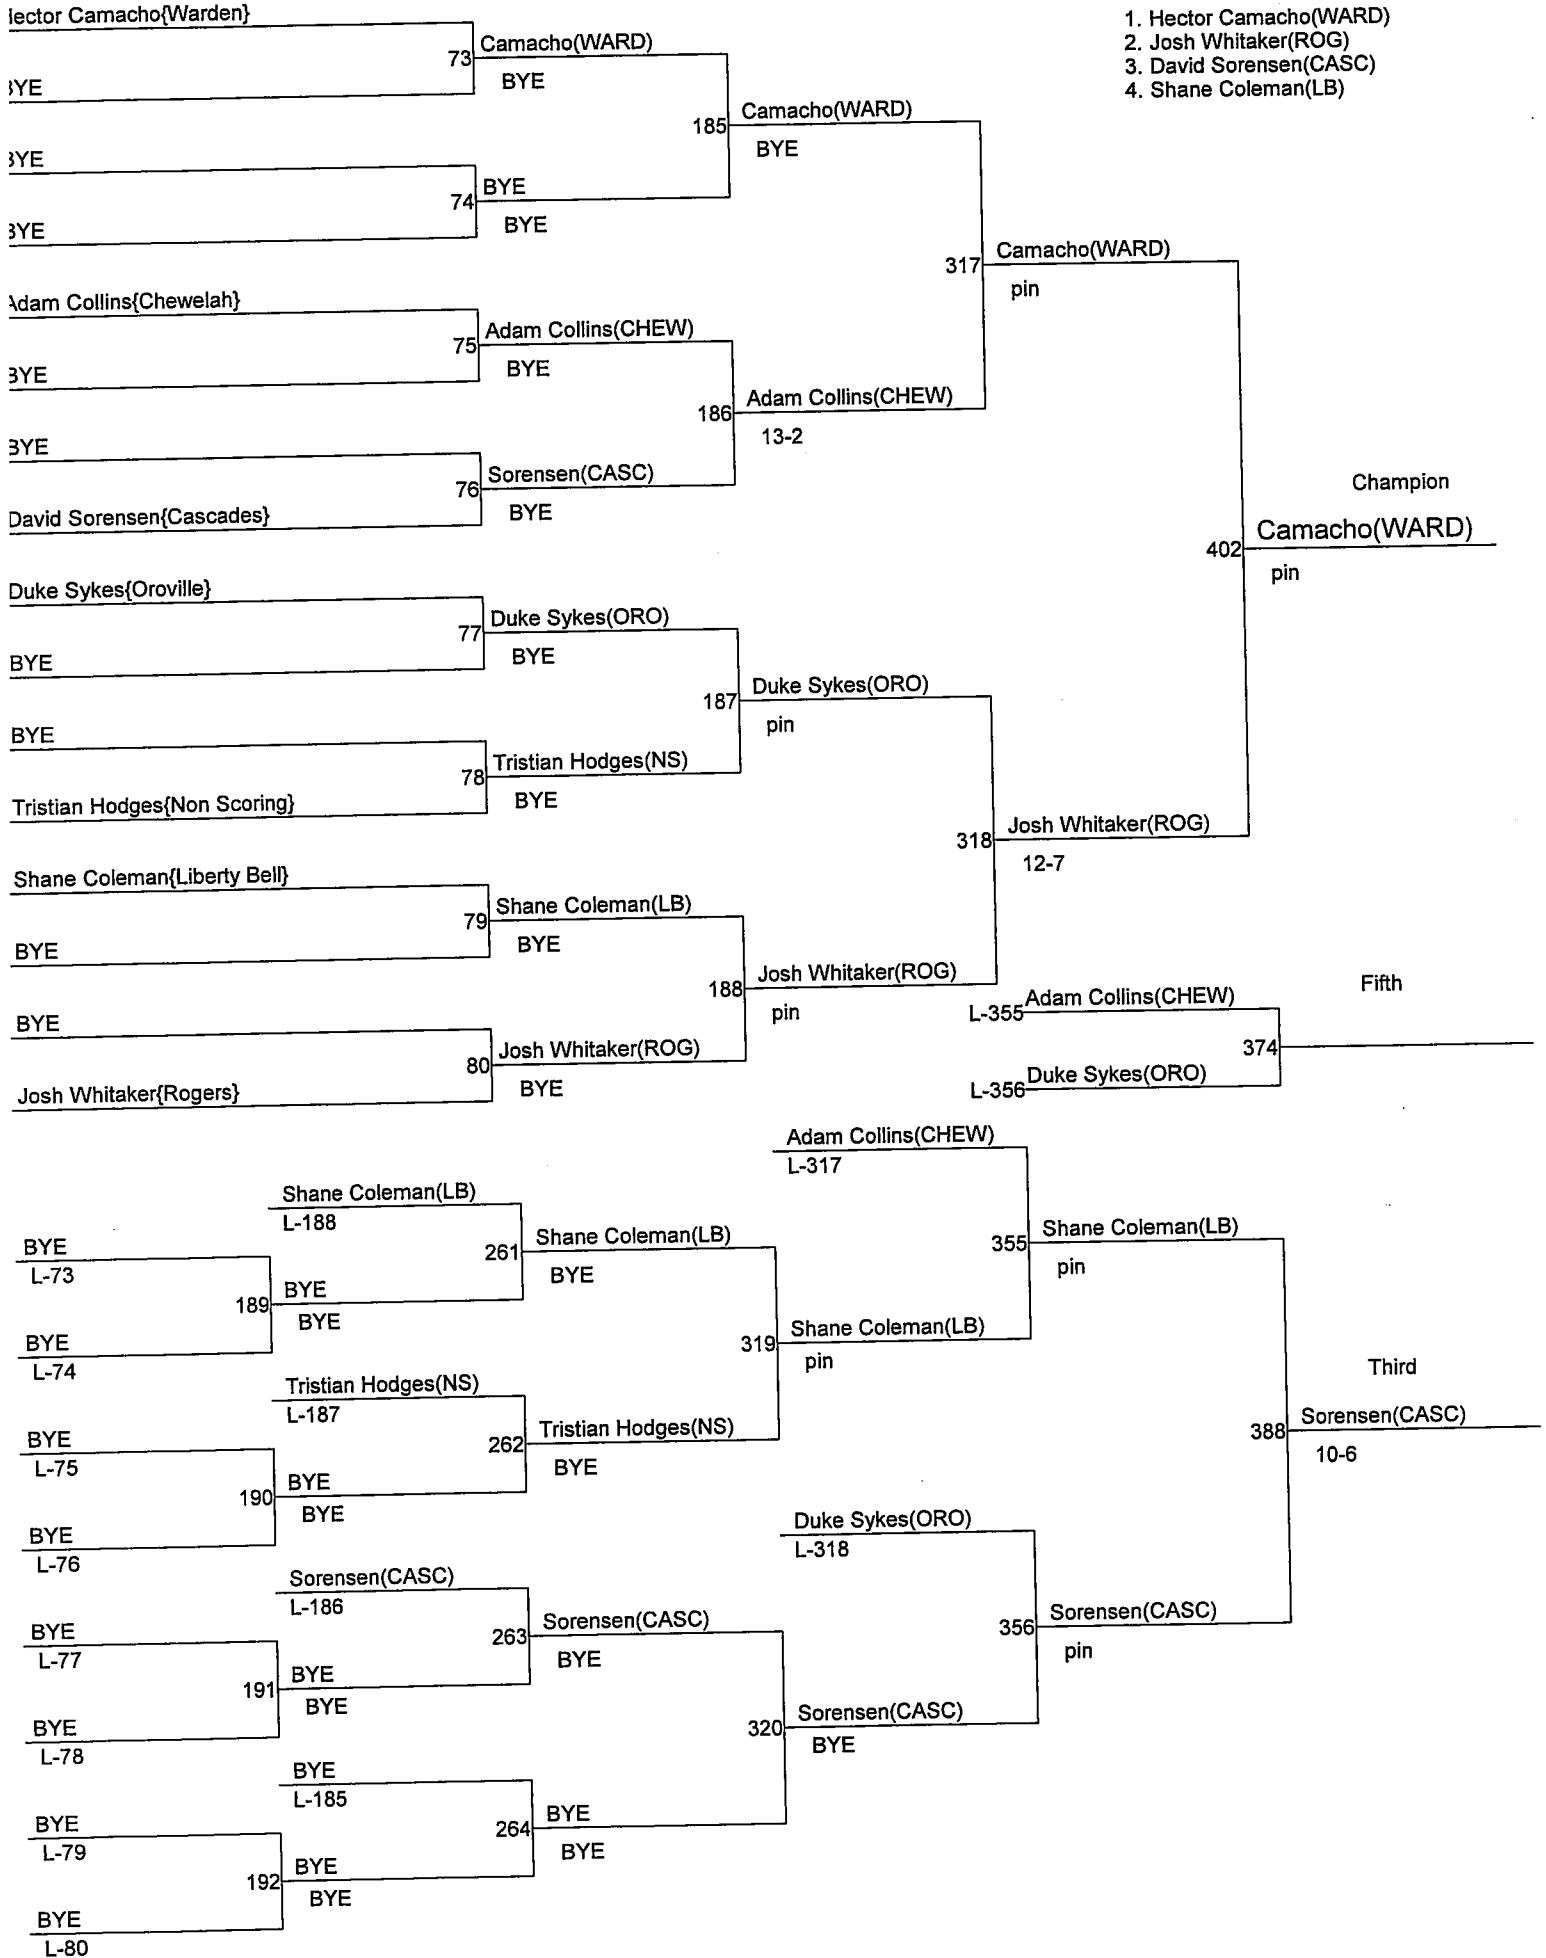 Hector Camacho{Warden}
73
Camacho(WARD)
BYE
BYE
185
Camacho(WARD)
BYE
BYE
74
BYE
BYE
BYE
317
Camacho(WARD)
pin
Adam Collins{Chewelah}
75
Adam Collins(CHEW)
BYE
BYE
186
Adam Collins(CHEW)
13-2
BYE
76
Sorensen(CASC)
BYE
David Sorensen{Cascades}
Champion
402
Camacho(WARD)
pin
Duke Sykes{Oroville}
77
Duke Sykes(ORO)
BYE
BYE
187
Duke Sykes(ORO)
pin
BYE
78
Tristian Hodges(NS)
BYE
Tristian Hodges{Non Scoring}
318
Josh Whitaker(ROG)
12-7
Shane Coleman{Liberty Bell}
79
Shane Coleman(LB)
BYE
BYE
188
Josh Whitaker(ROG)
pin
BYE
80
Josh Whitaker(ROG)
BYE
Josh Whitaker{Rogers}
1. Hector Camacho(WARD)
2. Josh Whitaker(ROG)
3. David Sorensen(CASC)
4. Shane Coleman(LB)
Fifth
L-355
Adam Collins(CHEW)
374
L-356
Duke Sykes(ORO)
Adam Collins(CHEW)
L-317
Shane Coleman(LB)
L-188
261
Shane Coleman(LB)
BYE
BYE
L-73
189
BYE
BYE
BYE
L-74
355
Shane Coleman(LB)
pin
319
Shane Coleman(LB)
pin
Tristian Hodges(NS)
L-187
262
Tristian Hodges(NS)
BYE
BYE
L-75
190
BYE
BYE
BYE
L-76
Third
388
Sorensen(CASC)
10-6
Duke Sykes(ORO)
L-318
Sorensen(CASC)
L-186
263
Sorensen(CASC)
BYE
BYE
L-77
191
BYE
BYE
BYE
L-78
356
Sorensen(CASC)
pin
320
Sorensen(CASC)
BYE
BYE
L-185
264
BYE
BYE
BYE
L-79
192
BYE
BYE
BYE
L-80